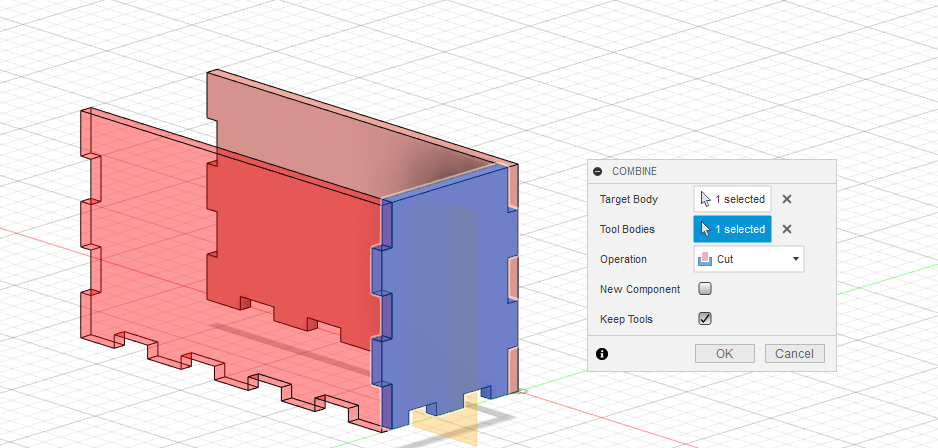 COMBINE
Target Body 1 selected
Tool Bodies 1 selected
Operation Cut
New Component
Keep Tools
OK Cancel